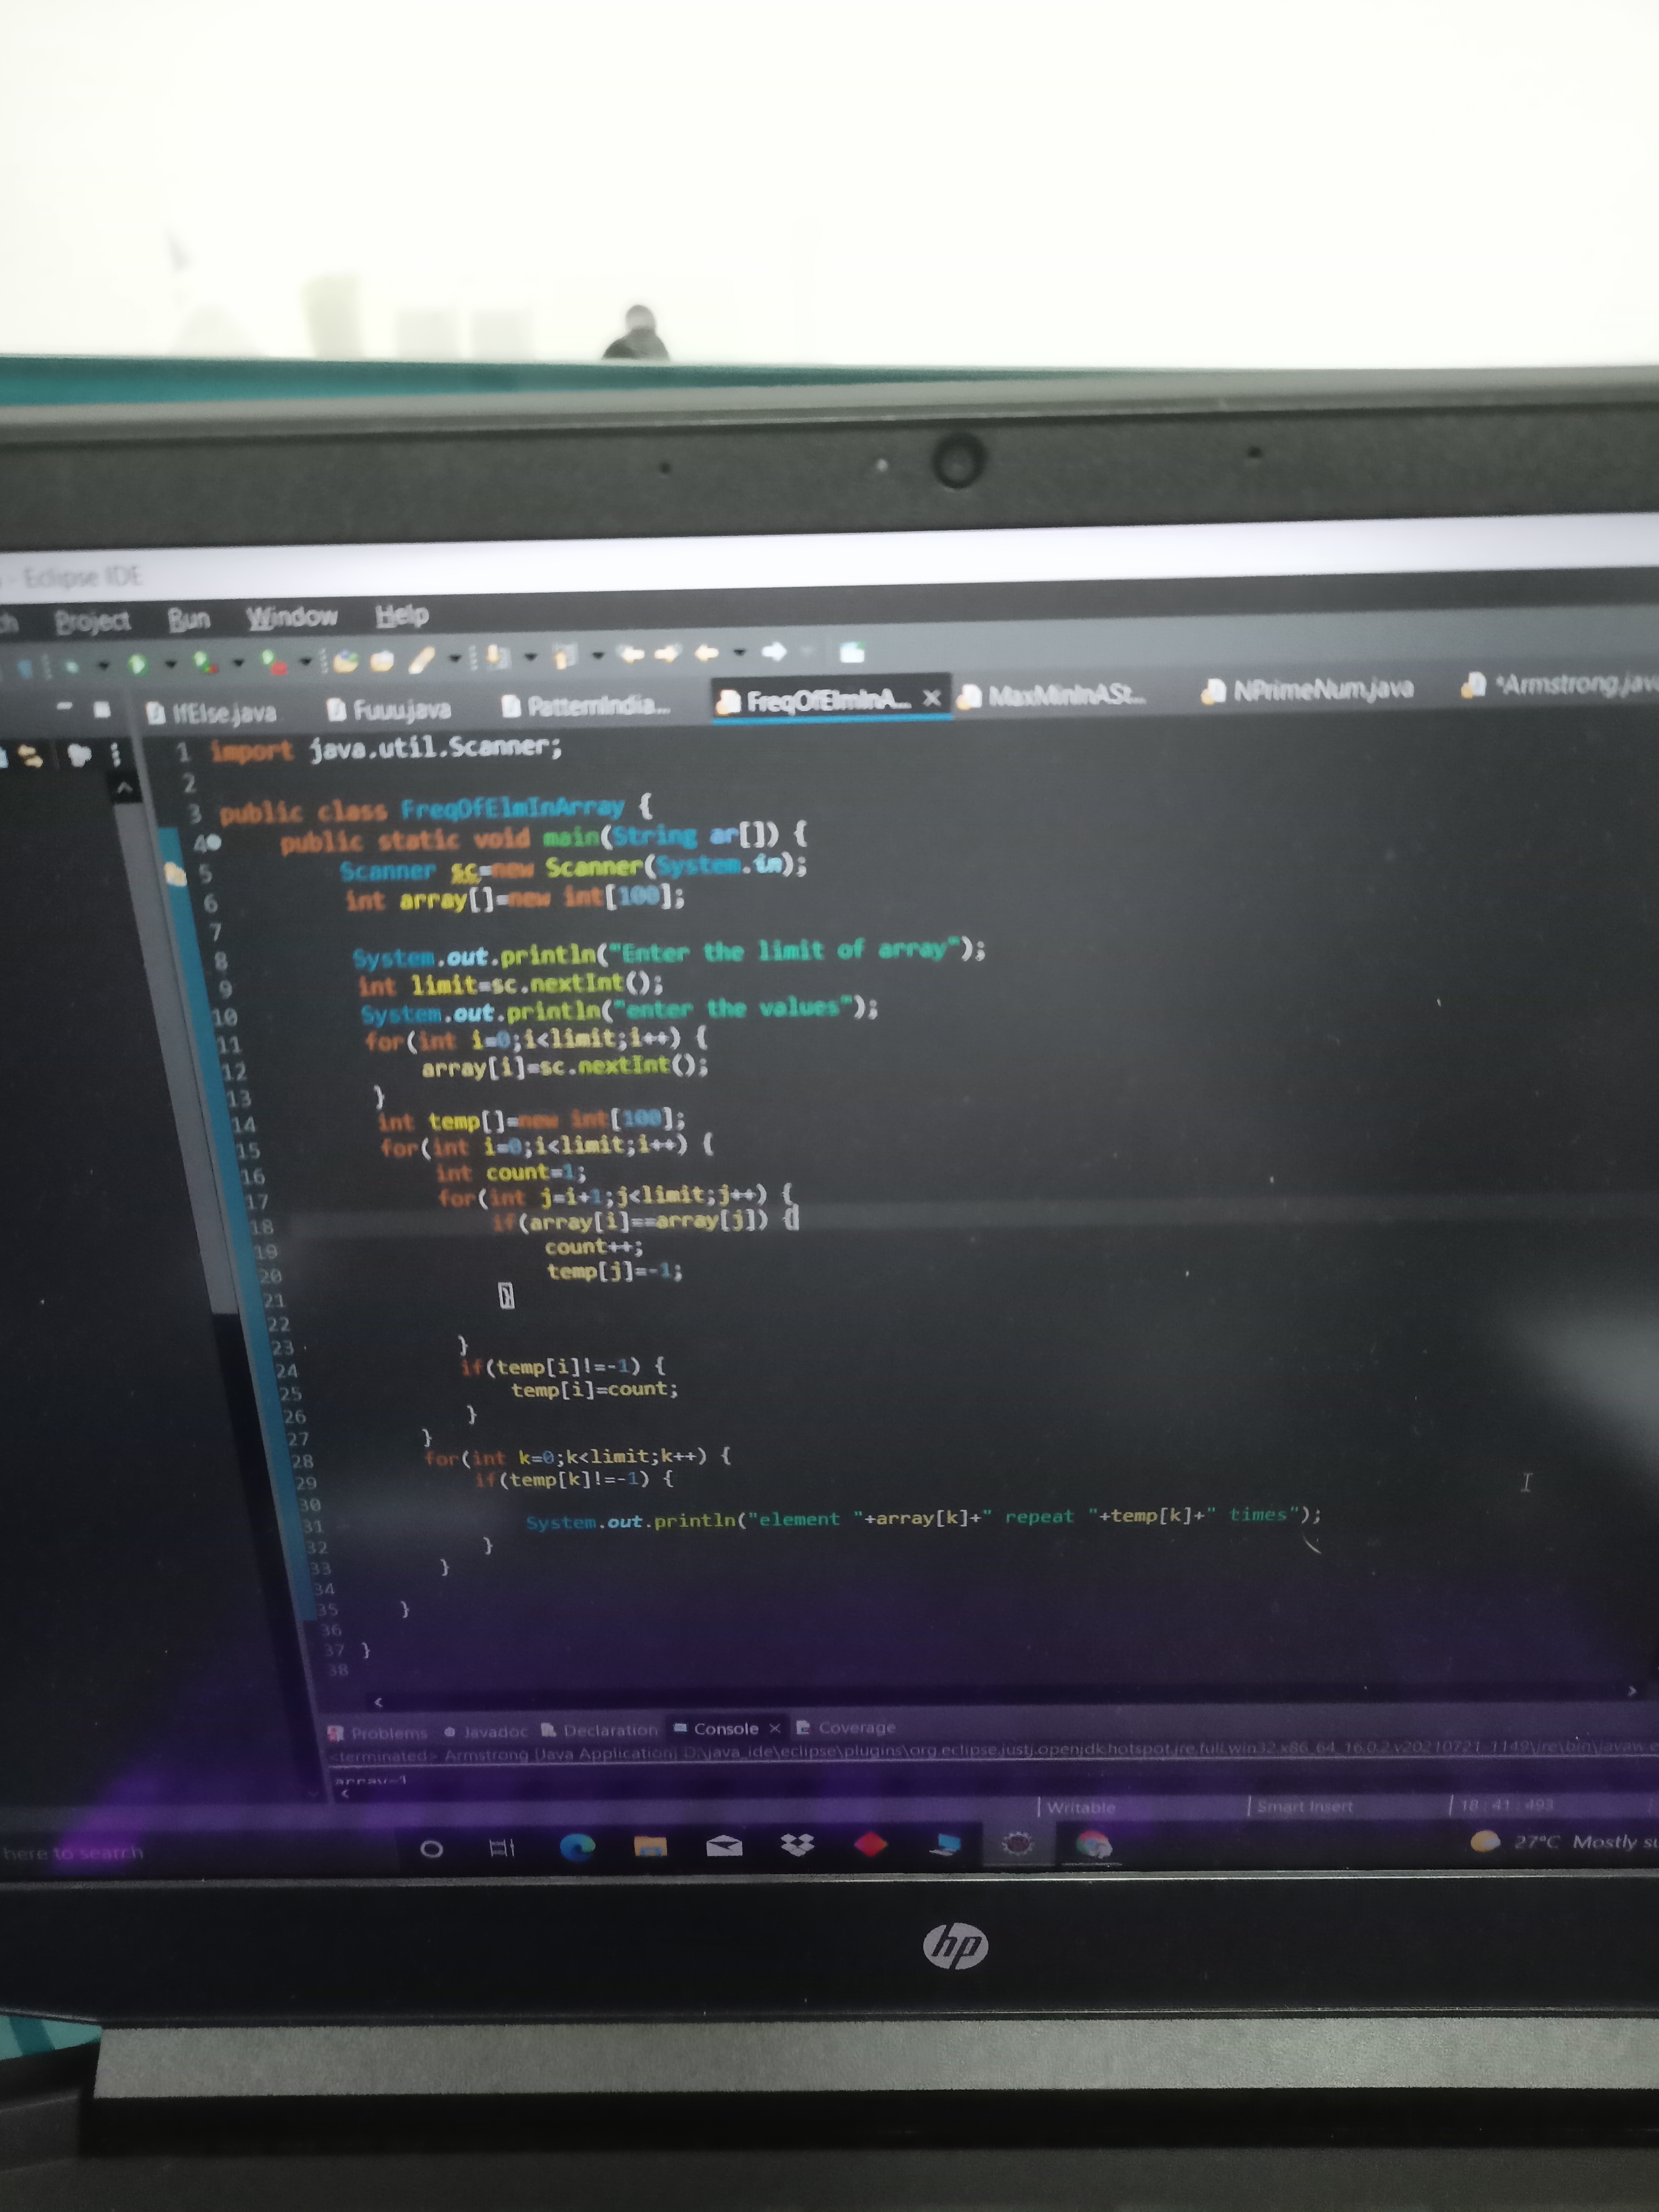 - Eclipse IDE
Project Run Window Help
IfElse.java Fuuu.java PatternIndia... FreqOfElmInA... MaxMinInASt... NPrimeNum.java *Armstrong.java
1 import java.util.Scanner;
2
3 public class FreqOfElmInArray {
4 public static void main(String ar[]) {
5 Scanner sc=new Scanner(System.in);
6 int array[]=new int[100];
7
8 System.out.println("Enter the limit of array");
9 int limit=sc.nextInt();
10 System.out.println("enter the values");
11 for(int i=0;i<limit;i++) {
12 array[i]=sc.nextInt();
13 }
14 int temp[]=new int[100];
15 for(int i=0;i<limit;i++) {
16 int count=1;
17 for(int j=i+1;j<limit;j++) {
18 if(array[i]==array[j]) {
19 count++;
20 temp[j]=-1;
21 }
22
23 }
24 if(temp[i]!=-1) {
25 temp[i]=count;
26 }
27 }
28 for(int k=0;k<limit;k++) {
29 if(temp[k]!=-1) {
30
31 System.out.println("element "+array[k]+" repeat "+temp[k]+" times");
32 }
33 }
34
35 }
36
37 }
38
Problems Javadoc Declaration Console Coverage
<terminated> Armstrong [Java Application] D:\java_ide\eclipse\plugins\org.eclipse.justj.openjdk.hotspot.jre.full.win32.x86_64_16.0.2.v20210721-1149\jre\bin\javaw.e
Writable Smart Insert 18 : 41 : 493
here to search 27°C Mostly su
hp